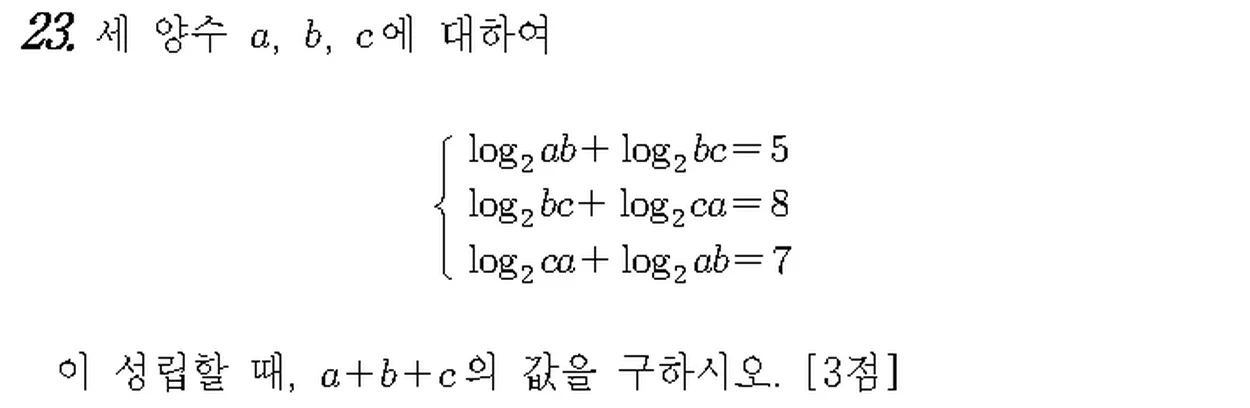 23. 세 양수 a, b, c에 대하여
log₂ab + log₂bc = 5
log₂bc + log₂ca = 8
log₂ca + log₂ab = 7
이 성립할 때, a+b+c의 값을 구하시오. [3점]